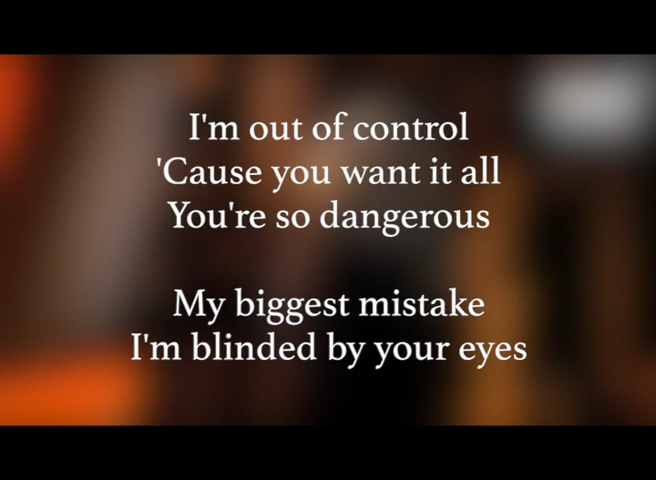 I'm out of control
'Cause you want it all
You're so dangerous
My biggest mistake
I'm blinded by your eyes